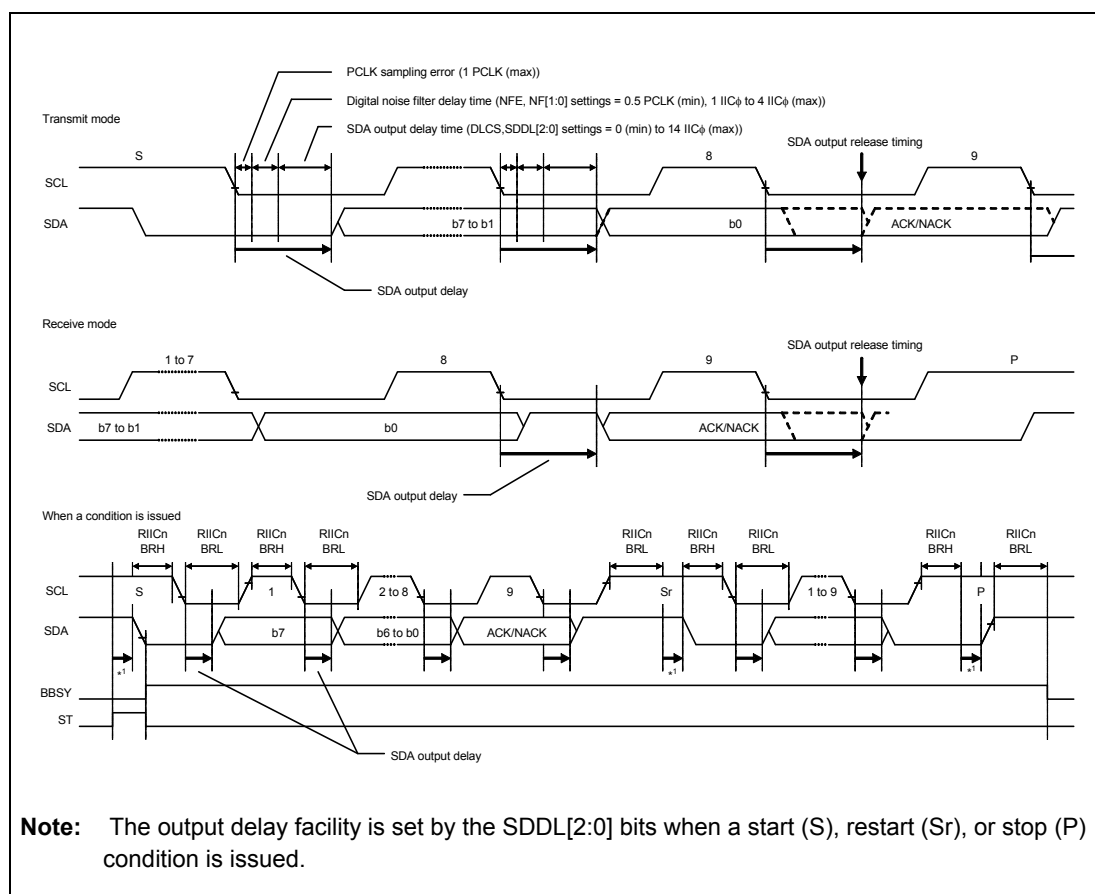 PCLK sampling error (1 PCLK (max))
Digital noise filter delay time (NFE, NF[1:0] settings = 0.5 PCLK (min), 1 IICϕ to 4 IICϕ (max))
Transmit mode
SDA output delay time (DLCS,SDDL[2:0] settings = 0 (min) to 14 IICϕ (max))
SDA output release timing
S 8 9
SCL
SDA b7 to b1 b0 ACK/NACK
SDA output delay
Receive mode
SDA output release timing
1 to 7 8 9 P
SCL
SDA b7 to b1 b0 ACK/NACK
SDA output delay
When a condition is issued
RIICn RIICn RIICn RIICn RIICn RIICn RIICn RIICn RIICn
BRH BRL BRH BRL BRL BRH BRL BRH BRL
SCL S 1 2 to 8 9 Sr 1 to 9 P
SDA b7 b6 to b0 ACK/NACK
*1 *1 *1
BBSY
ST
SDA output delay
Note: The output delay facility is set by the SDDL[2:0] bits when a start (S), restart (Sr), or stop (P)
condition is issued.